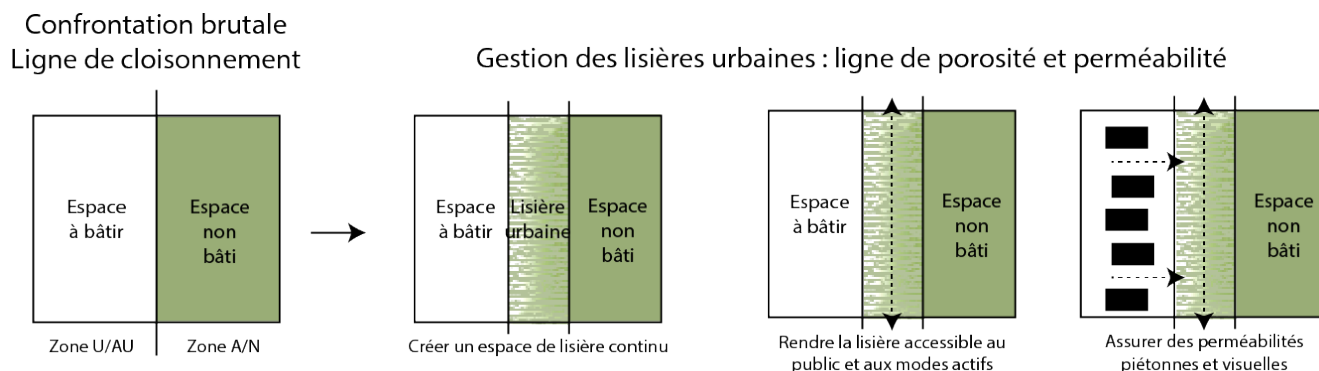 Confrontation brutale
Ligne de cloisonnement
Gestion des lisières urbaines : ligne de porosité et perméabilité
Espace
à bâtir
Espace
non
bâti
Zone U/AU
Zone A/N
Espace
à bâtir
Lisière
urbaine
Espace
non
bâti
Créer un espace de lisière continu
Espace
à bâtir
Espace
non
bâti
Rendre la lisière accessible au
public et aux modes actifs
Espace
non
bâti
Assurer des perméabilités
piétonnes et visuelles